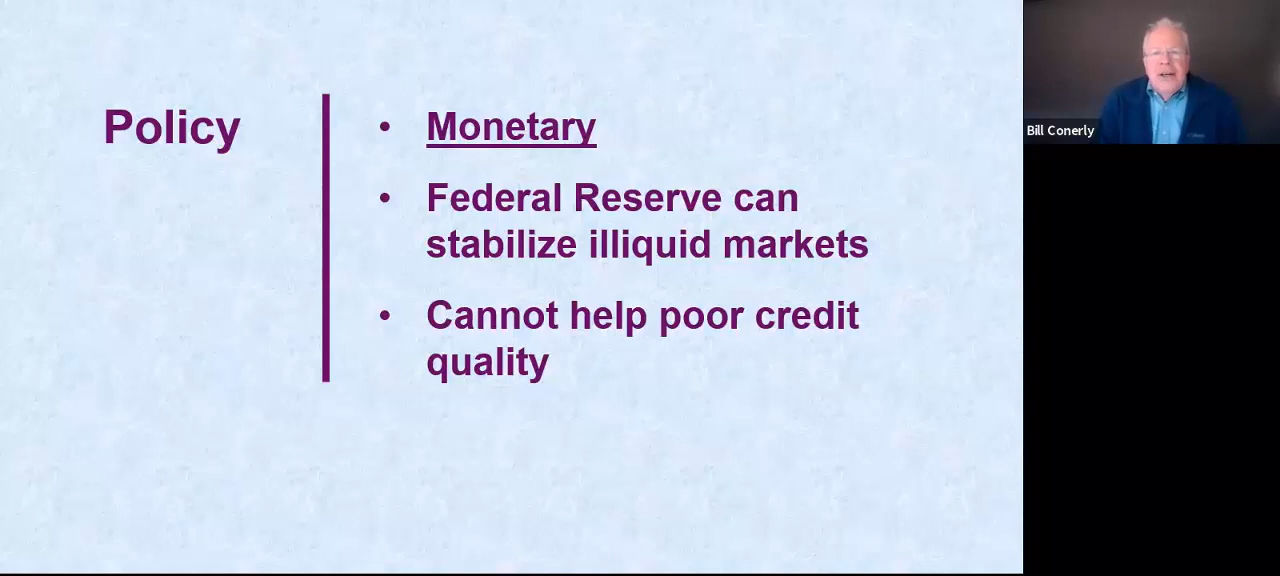 Policy
• Monetary
• Federal Reserve can
stabilize illiquid markets
• Cannot help poor credit
quality
Bill Conerly